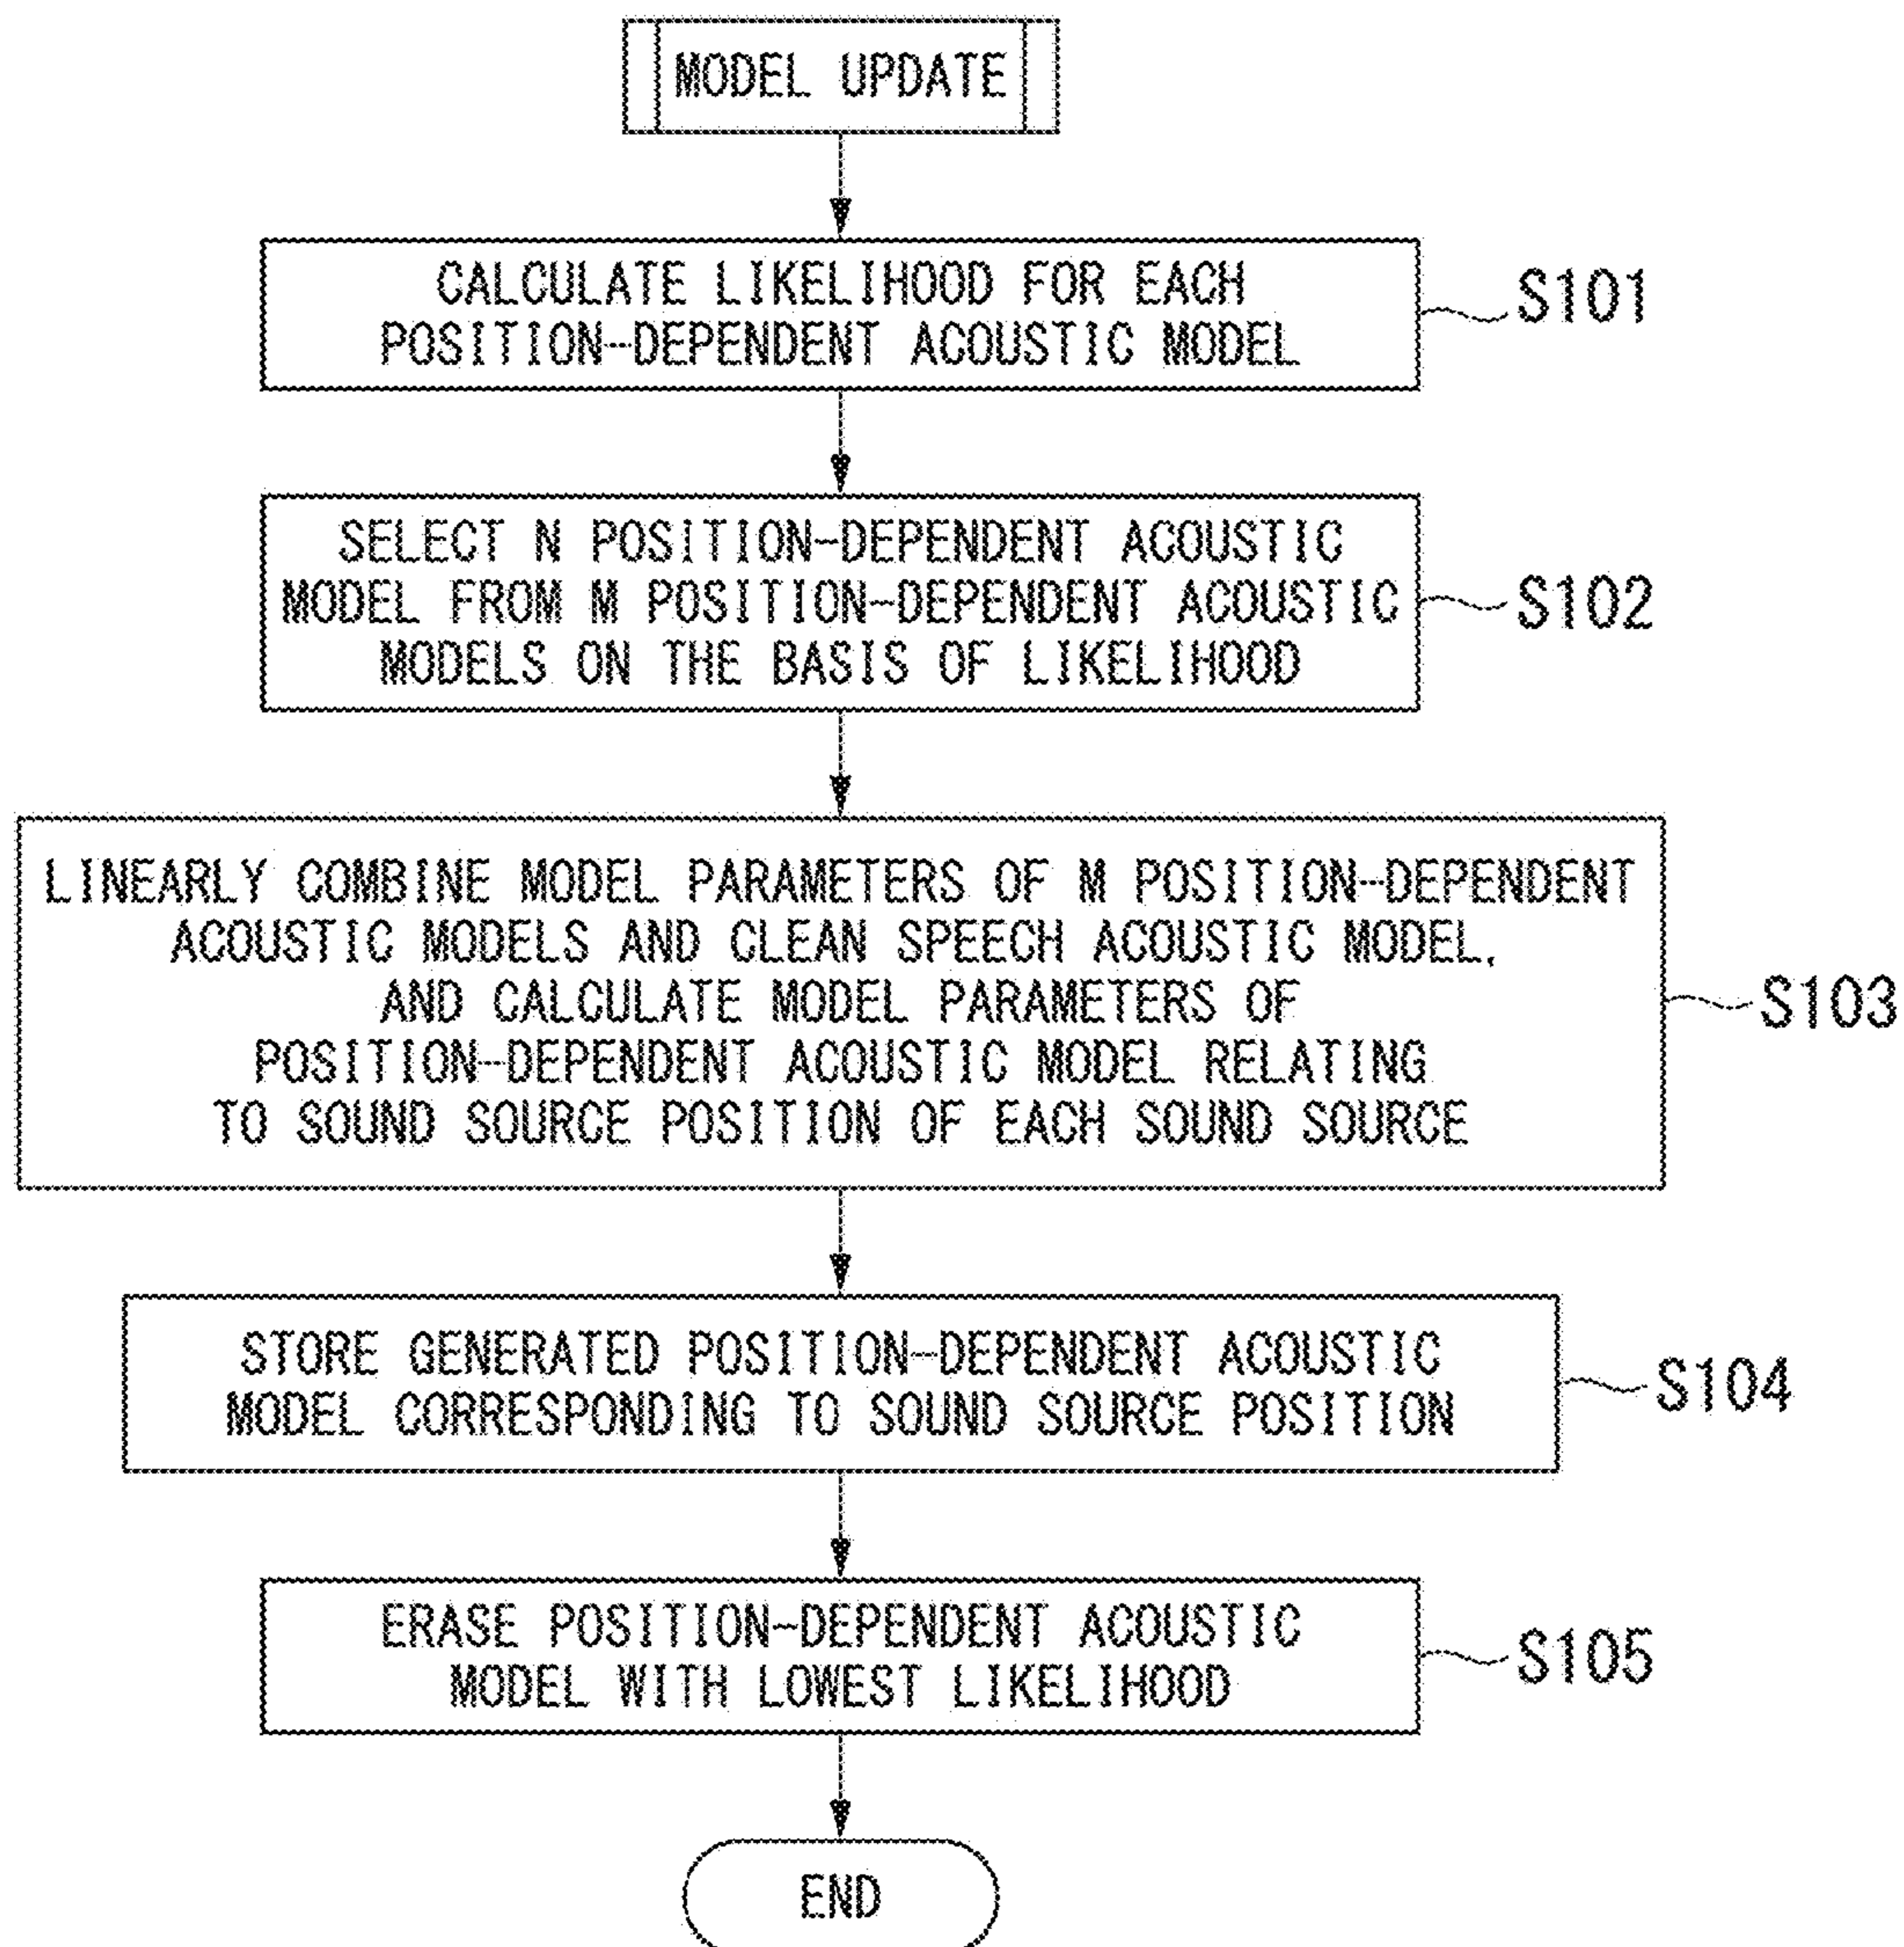 MODEL UPDATE
CALCULATE LIKELIHOOD FOR EACH
POSITION-DEPENDENT ACOUSTIC MODEL
S101
SELECT N POSITION-DEPENDENT ACOUSTIC
MODEL FROM M POSITION-DEPENDENT ACOUSTIC
MODELS ON THE BASIS OF LIKELIHOOD
S102
LINEARLY COMBINE MODEL PARAMETERS OF M POSITION-DEPENDENT
ACOUSTIC MODELS AND CLEAN SPEECH ACOUSTIC MODEL,
AND CALCULATE MODEL PARAMETERS OF
POSITION-DEPENDENT ACOUSTIC MODEL RELATING
TO SOUND SOURCE POSITION OF EACH SOUND SOURCE
S103
STORE GENERATED POSITION-DEPENDENT ACOUSTIC
MODEL CORRESPONDING TO SOUND SOURCE POSITION
S104
ERASE POSITION-DEPENDENT ACOUSTIC
MODEL WITH LOWEST LIKELIHOOD
S105
END